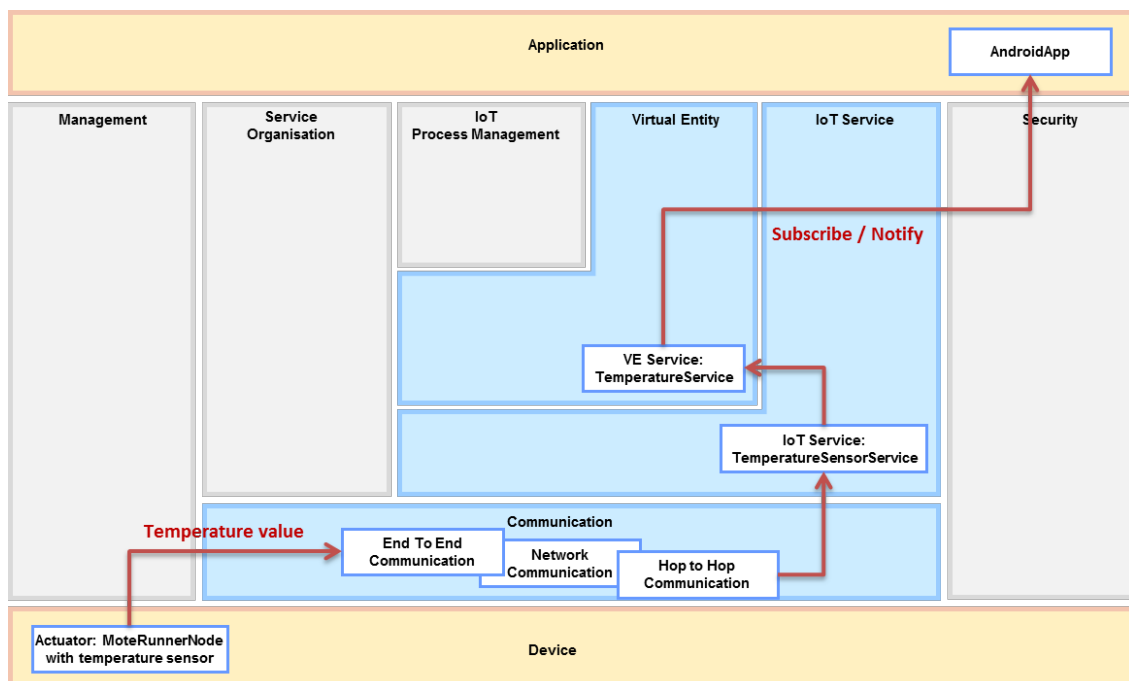 Application
AndroidApp
Management
Service
Organisation
IoT
Process Management
Virtual Entity
IoT Service
Security
Subscribe / Notify
VE Service:
TemperatureService
IoT Service:
TemperatureSensorService
Communication
Temperature value
End To End
Communication
Network
Communication
Hop to Hop
Communication
Actuator: MoteRunnerNode
with temperature sensor
Device